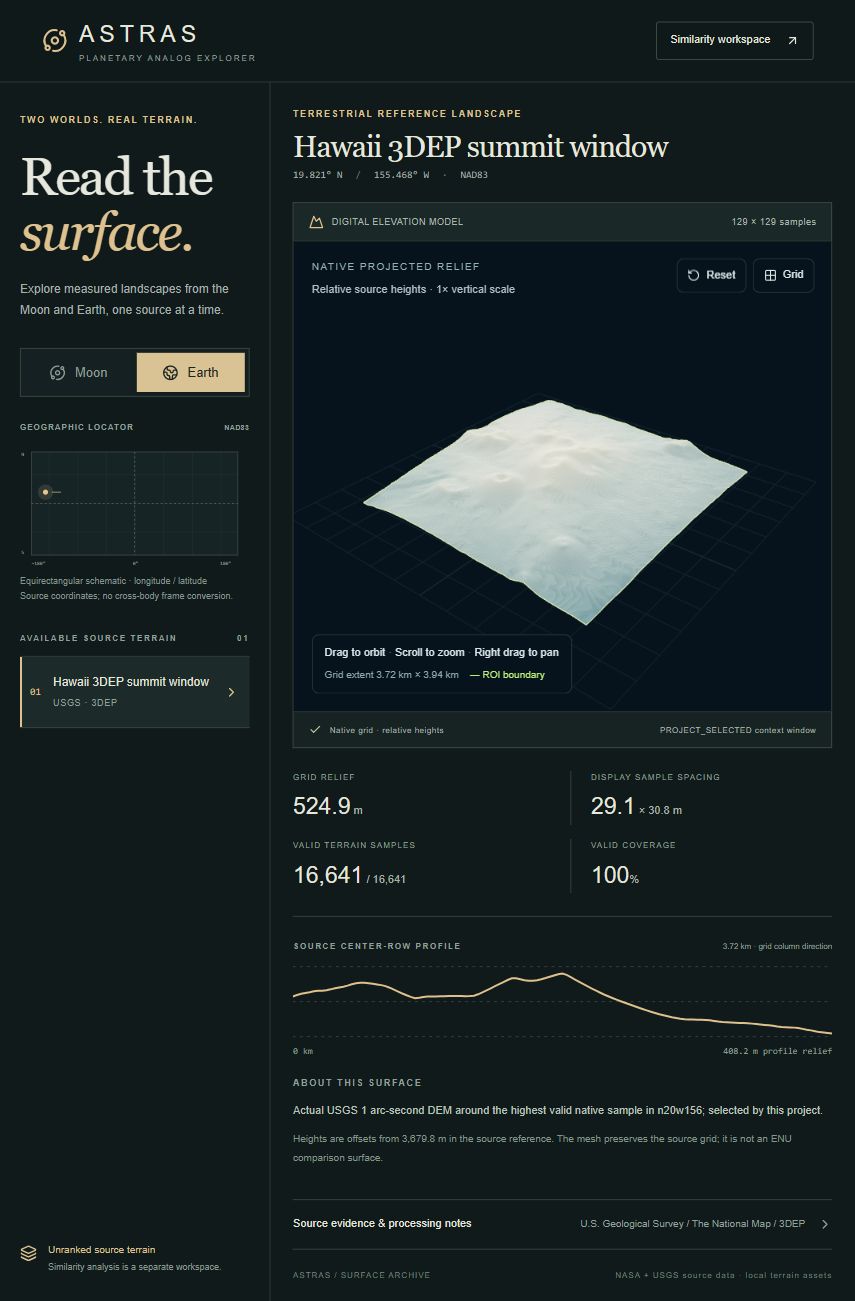 ASTRAS
PLANETARY ANALOG EXPLORER
Similarity workspace
TWO WORLDS. REAL TERRAIN.
Read the
surface.
Explore measured landscapes from the
Moon and Earth, one source at a time.
Moon
Earth
GEOGRAPHIC LOCATOR
NAD83
N
S
-180°
0°
180°
Equirectangular schematic · longitude / latitude
Source coordinates; no cross-body frame conversion.
AVAILABLE SOURCE TERRAIN
01
01
Hawaii 3DEP summit window
USGS · 3DEP
Unranked source terrain
Similarity analysis is a separate workspace.
TERRESTRIAL REFERENCE LANDSCAPE
Hawaii 3DEP summit window
19.821° N / 155.468° W · NAD83
DIGITAL ELEVATION MODEL
129 × 129 samples
NATIVE PROJECTED RELIEF
Relative source heights · 1× vertical scale
Reset
Grid
Drag to orbit · Scroll to zoom · Right drag to pan
Grid extent 3.72 km × 3.94 km — ROI boundary
Native grid · relative heights
PROJECT_SELECTED context window
GRID RELIEF
524.9 m
DISPLAY SAMPLE SPACING
29.1 × 30.8 m
VALID TERRAIN SAMPLES
16,641 / 16,641
VALID COVERAGE
100%
SOURCE CENTER-ROW PROFILE
3.72 km · grid column direction
0 km
408.2 m profile relief
ABOUT THIS SURFACE
Actual USGS 1 arc-second DEM around the highest valid native sample in n20w156; selected by this project.
Heights are offsets from 3,679.8 m in the source reference. The mesh preserves the source grid; it is not an ENU
comparison surface.
Source evidence & processing notes
U.S. Geological Survey / The National Map / 3DEP
ASTRAS / SURFACE ARCHIVE
NASA + USGS source data · local terrain assets